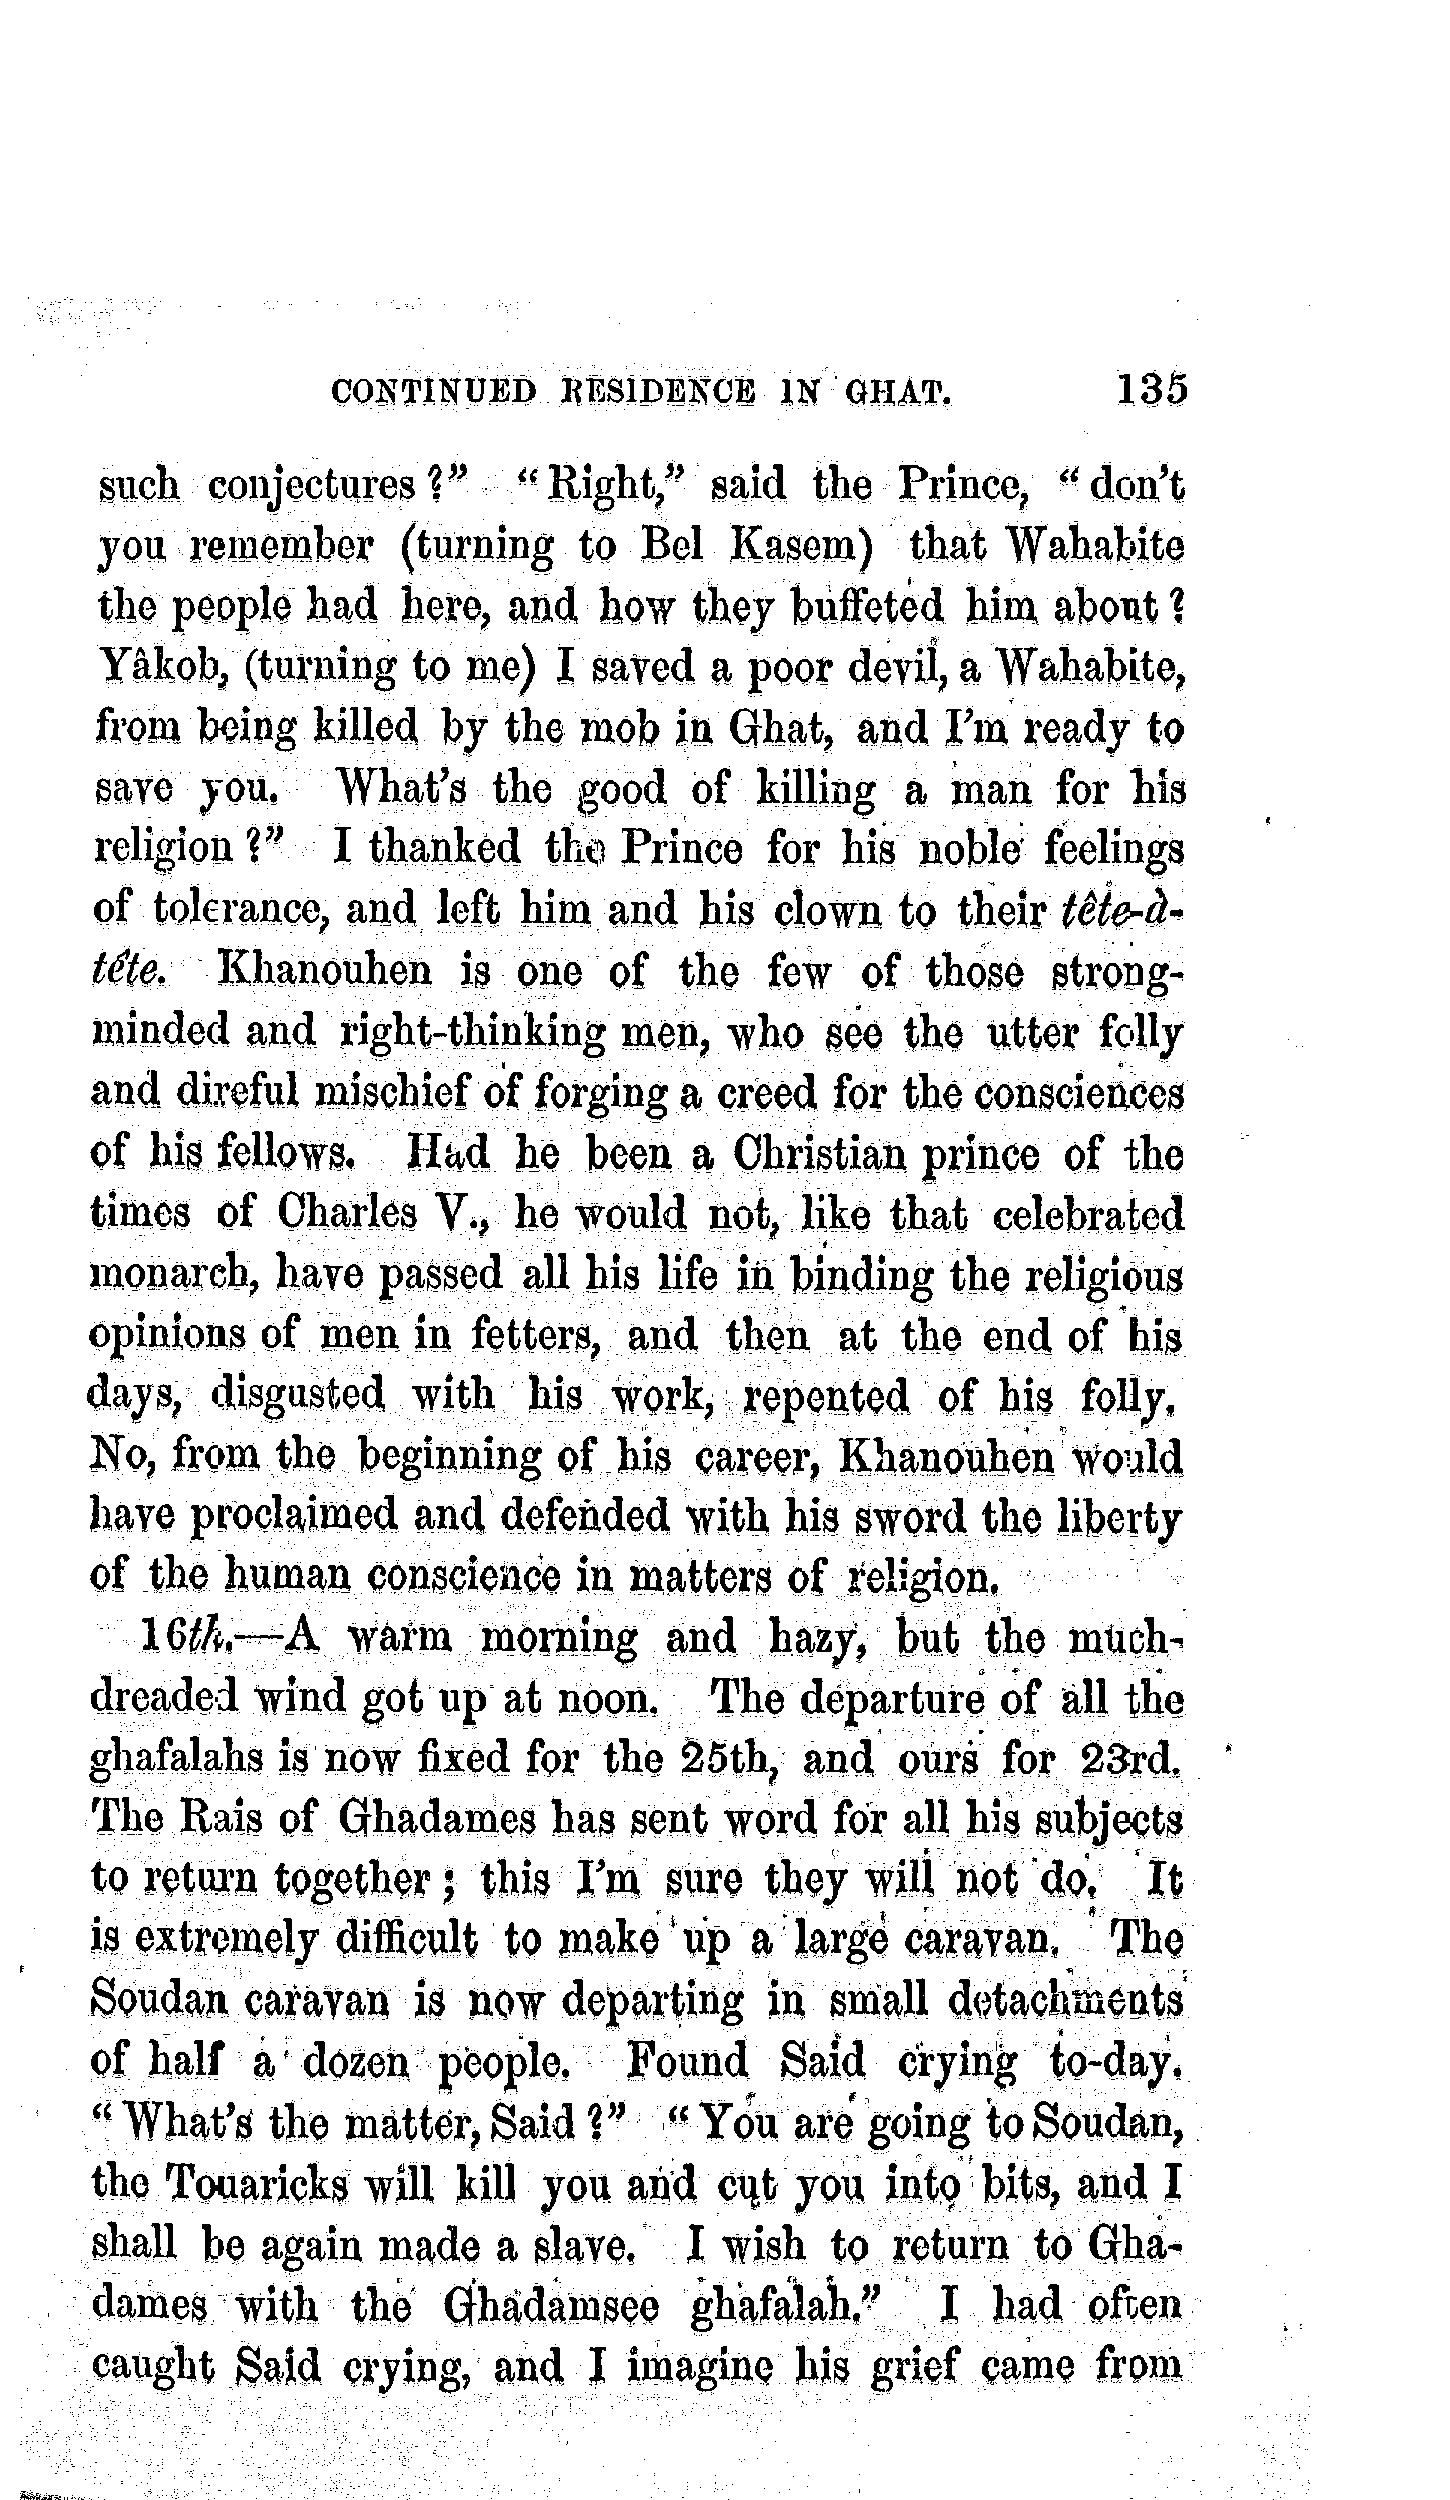 CONTINUED RESIDENCE IN GHAT. 135
such conjectures?" "Right," said the Prince, "don't
you remember (turning to Bel Kasem) that Wahabite
the people had here, and how they buffeted him about?
Yâkob, (turning to me) I saved a poor devil, a Wahabite,
from being killed by the mob in Ghat, and I'm ready to
save you. What's the good of killing a man for his
religion?" I thanked the Prince for his noble feelings
of tolerance, and left him and his clown to their tête-à-
tête. Khanouhen is one of the few of those strong-
minded and right-thinking men, who see the utter folly
and direful mischief of forging a creed for the consciences
of his fellows. Had he been a Christian prince of the
times of Charles V., he would not, like that celebrated
monarch, have passed all his life in binding the religious
opinions of men in fetters, and then at the end of his
days, disgusted with his work, repented of his folly.
No, from the beginning of his career, Khanouhen would
have proclaimed and defended with his sword the liberty
of the human conscience in matters of religion.
16th.—A warm morning and hazy, but the much-
dreaded wind got up at noon. The departure of all the
ghafalahs is now fixed for the 25th, and ours for 23rd.
The Rais of Ghadames has sent word for all his subjects
to return together; this I'm sure they will not do. It
is extremely difficult to make up a large caravan. The
Soudan caravan is now departing in small detachments
of half a dozen people. Found Said crying to-day.
"What's the matter, Said?" "You are going to Soudan,
the Touaricks will kill you and cut you into bits, and I
shall be again made a slave. I wish to return to Gha-
dames with the Ghadamsee ghafalah." I had often
caught Said crying, and I imagine his grief came from